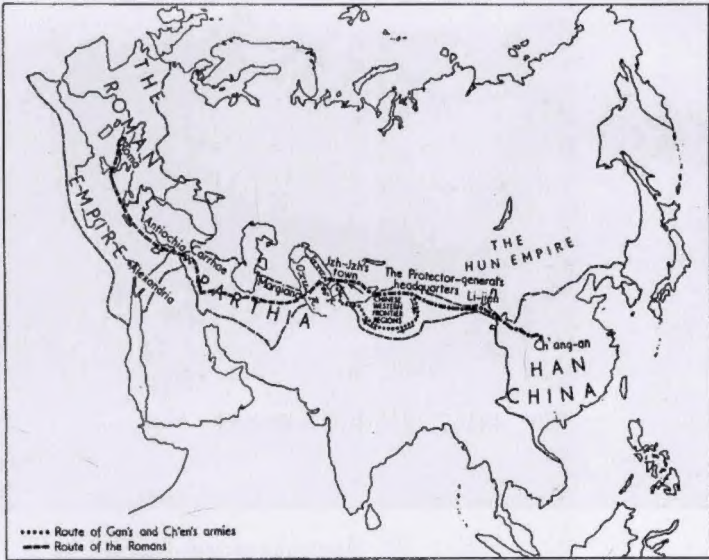 THE
ROMAN
EMPIRE
Rome
Antiochia
Carrhae
Alexandria
PARTHIA
Margiana
Jzh-Jzh's
town
The Protector-general's
headquarters
CHINESE
WESTERN
FRONTIER
REGIONS
Li-jien
THE
HUN EMPIRE
Ch'ang-an
HAN
CHINA
Route of Gan's and Ch'en's armies
Route of the Romans